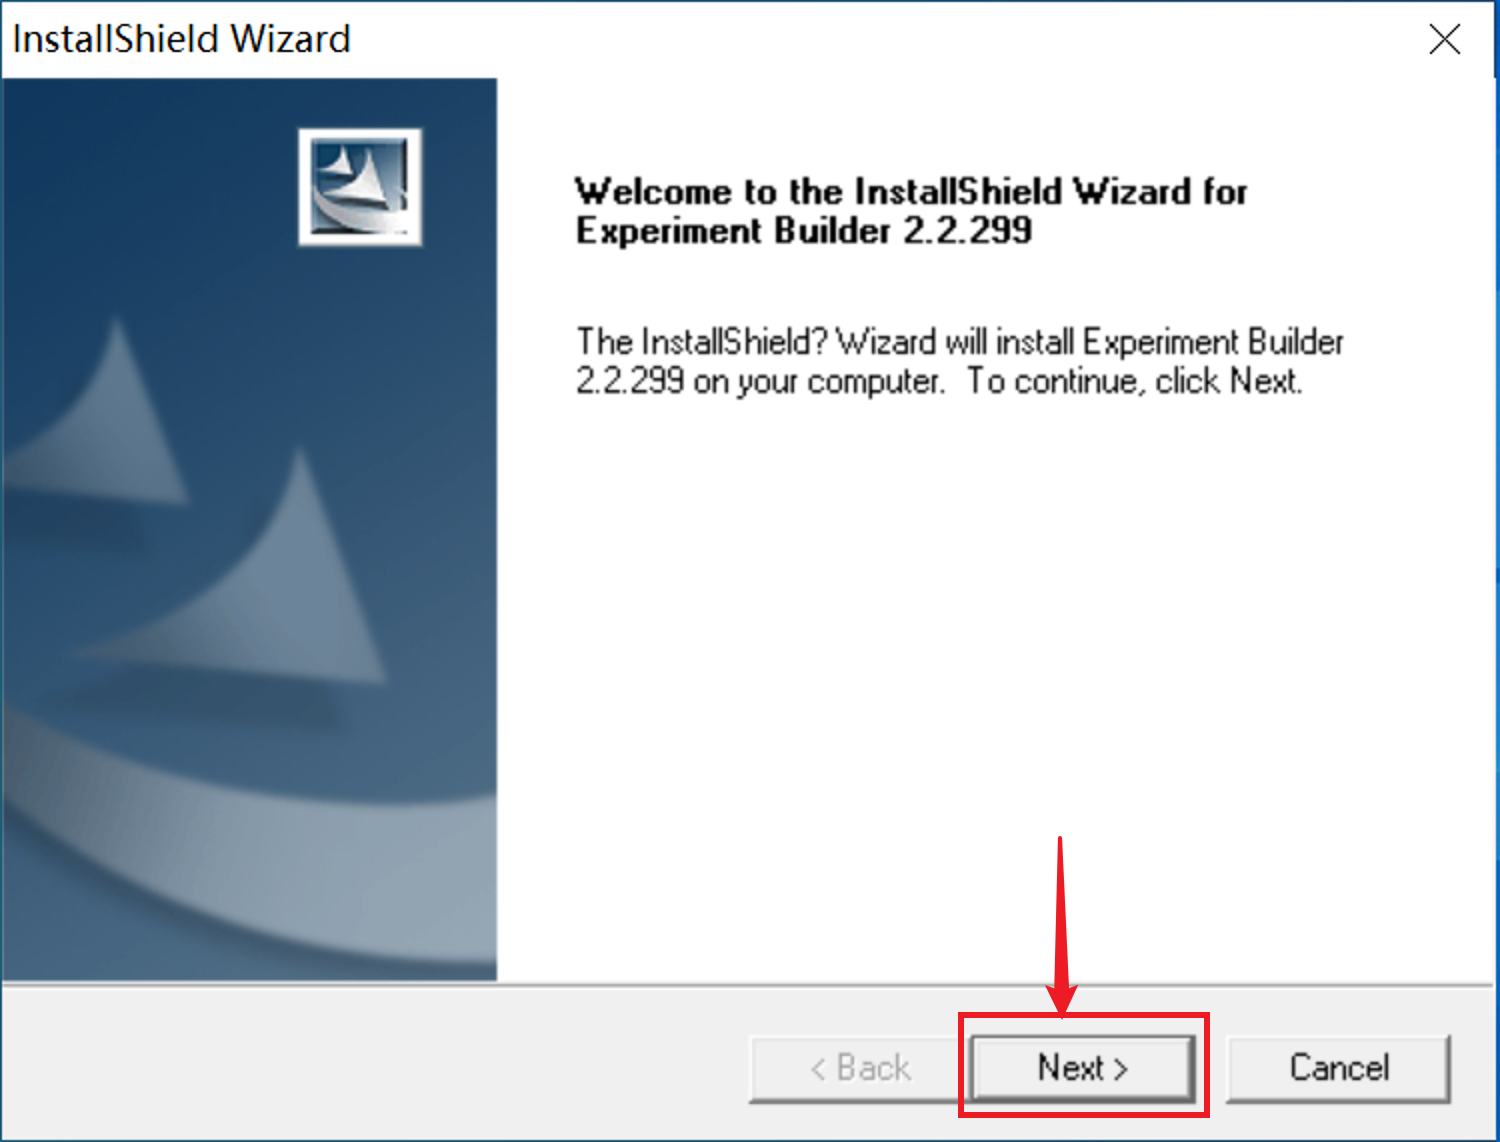 InstallShield Wizard
Welcome to the InstallShield Wizard for
Experiment Builder 2.2.299
The InstallShield? Wizard will install Experiment Builder
2.2.299 on your computer.  To continue, click Next.
< Back
Next >
Cancel